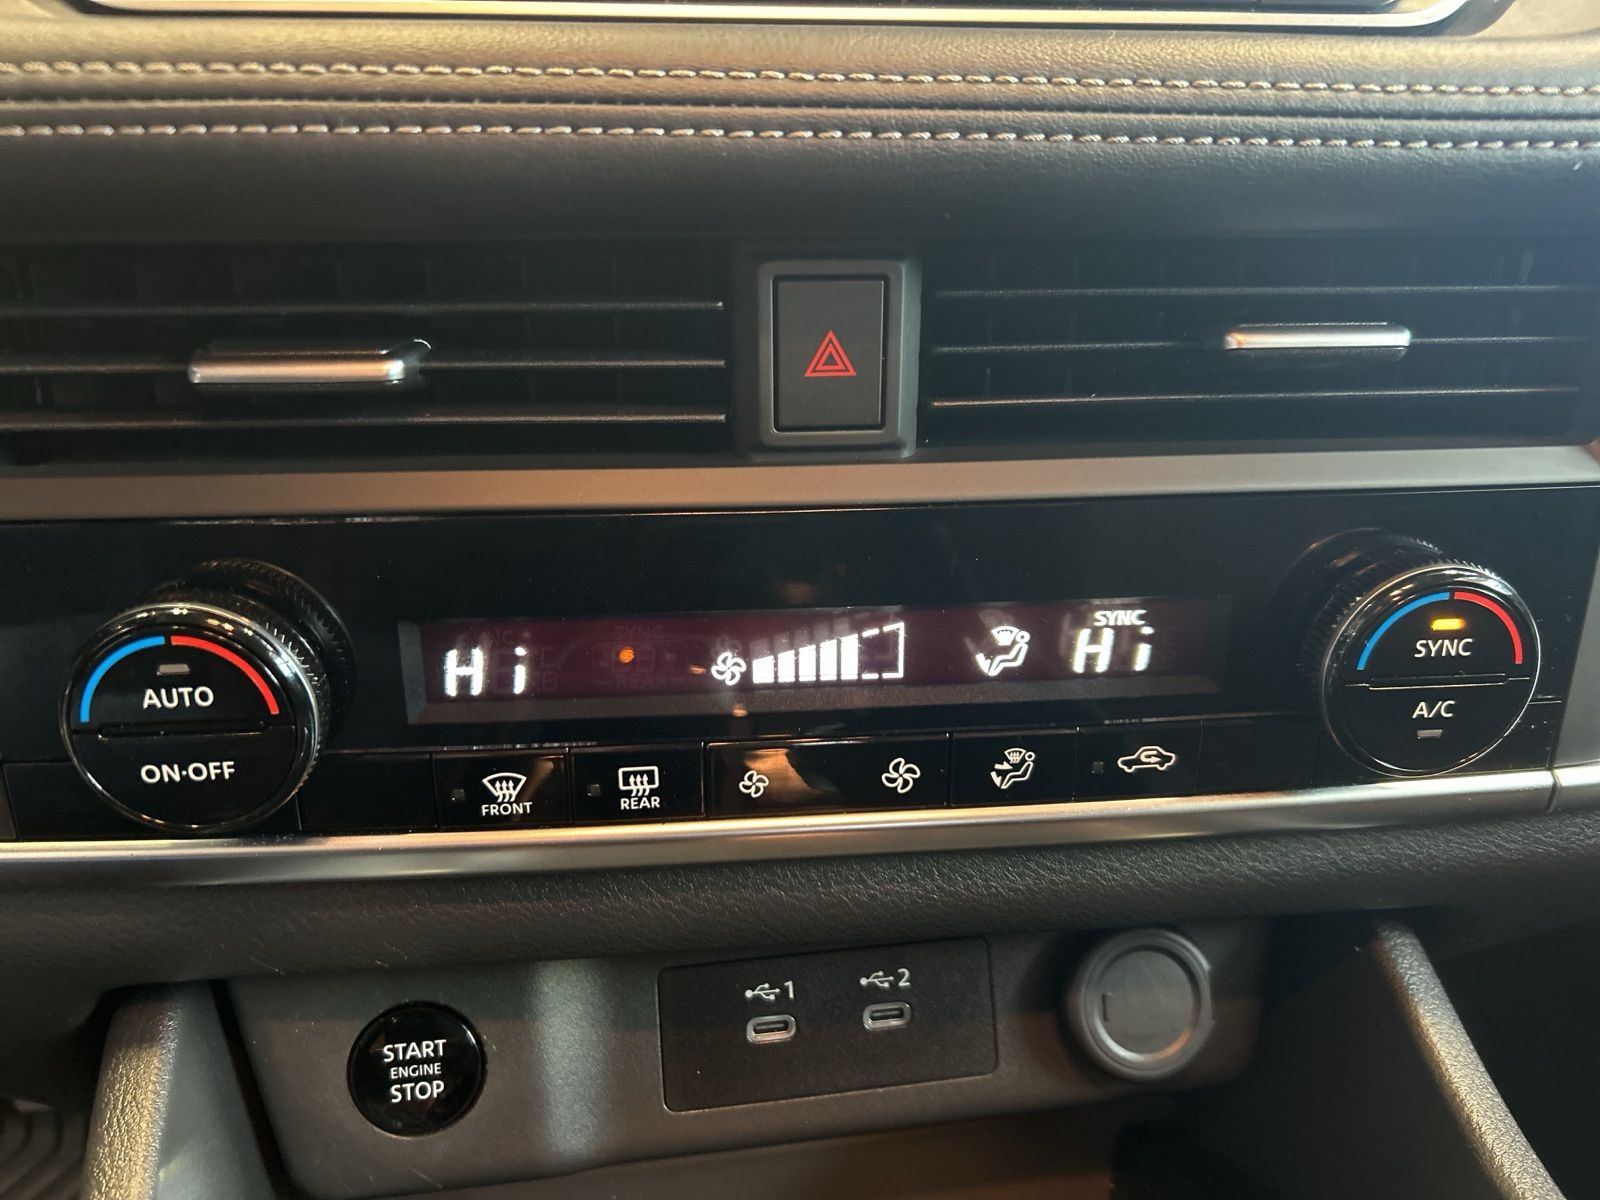 SYNC
Hi
Hi
SYNC
AUTO
A/C
ON·OFF
FRONT
REAR
1
2
START
ENGINE
STOP